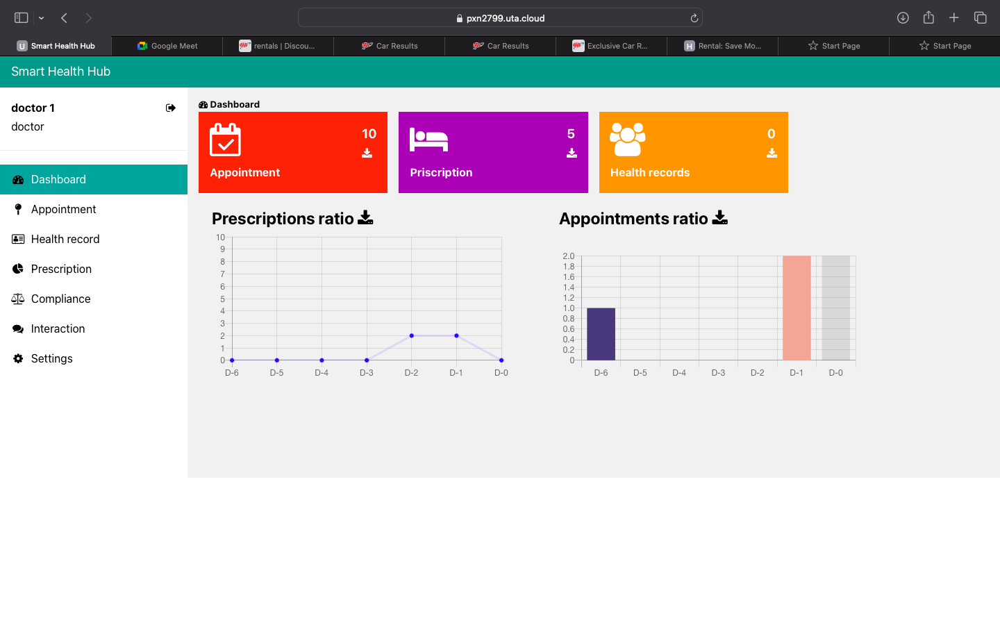 pxn2799.uta.cloud
U Smart Health Hub
Google Meet
rentals | Discou...
Car Results
Car Results
Exclusive Car R...
H Rental: Save Mo...
Start Page
Start Page
Smart Health Hub
doctor 1
doctor
Dashboard
Appointment
Health record
Prescription
Compliance
Interaction
Settings
Dashboard
10
Appointment
5
Priscription
0
Health records
Prescriptions ratio
10
9
8
7
6
5
4
3
2
1
0
D-6 D-5 D-4 D-3 D-2 D-1 D-0
Appointments ratio
2.0
1.8
1.6
1.4
1.2
1.0
0.8
0.6
0.4
0.2
0
D-6 D-5 D-4 D-3 D-2 D-1 D-0